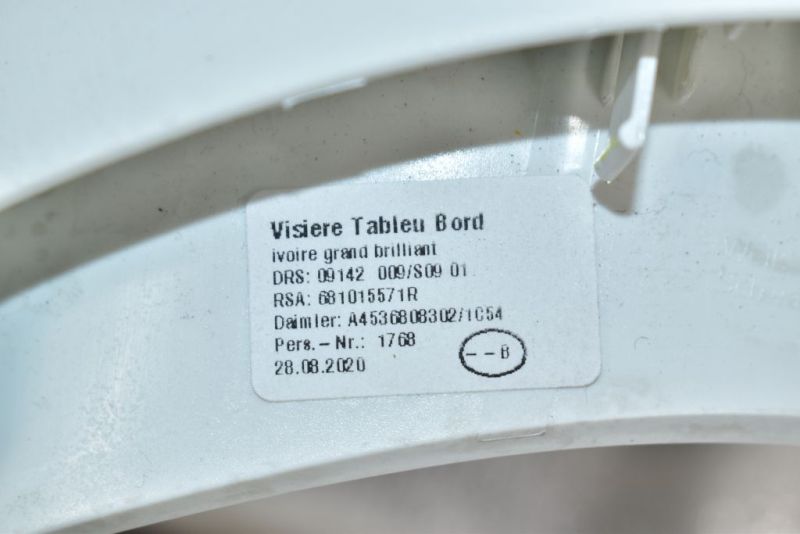 Visiere Tableu Bord
ivoire grand brilliant
DRS: 09142 009/S09 01
RSA: 681015571R
Daimler: A4536808302/1C54
Pers.-Nr.: 1768
--B
28.08.2020